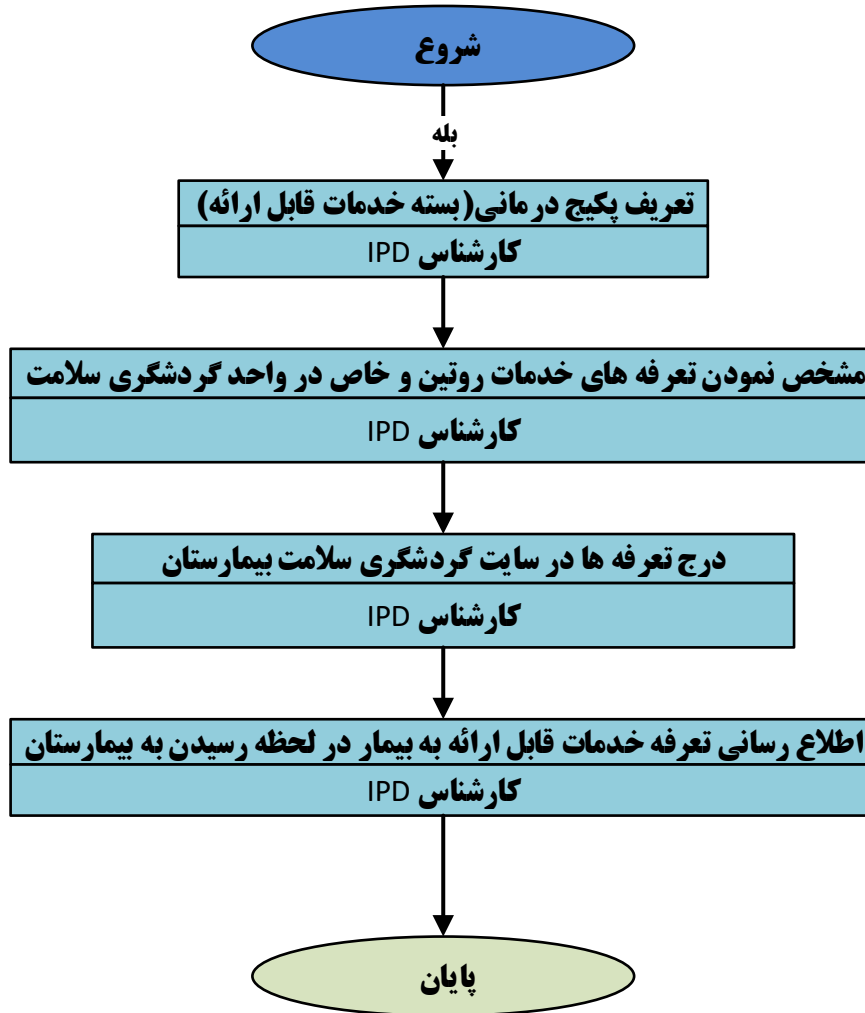 شروع
بله
تعریف پکیج درمانی(بسته خدمات قابل ارائه)
کارشناس IPD
مشخص نمودن تعرفه های خدمات روتین و خاص در واحد گردشگری سلامت
کارشناس IPD
درج تعرفه ها در سایت گردشگری سلامت بیمارستان
کارشناس IPD
اطلاع رسانی تعرفه خدمات قابل ارائه به بیمار در لحظه رسیدن به بیمارستان
کارشناس IPD
پایان